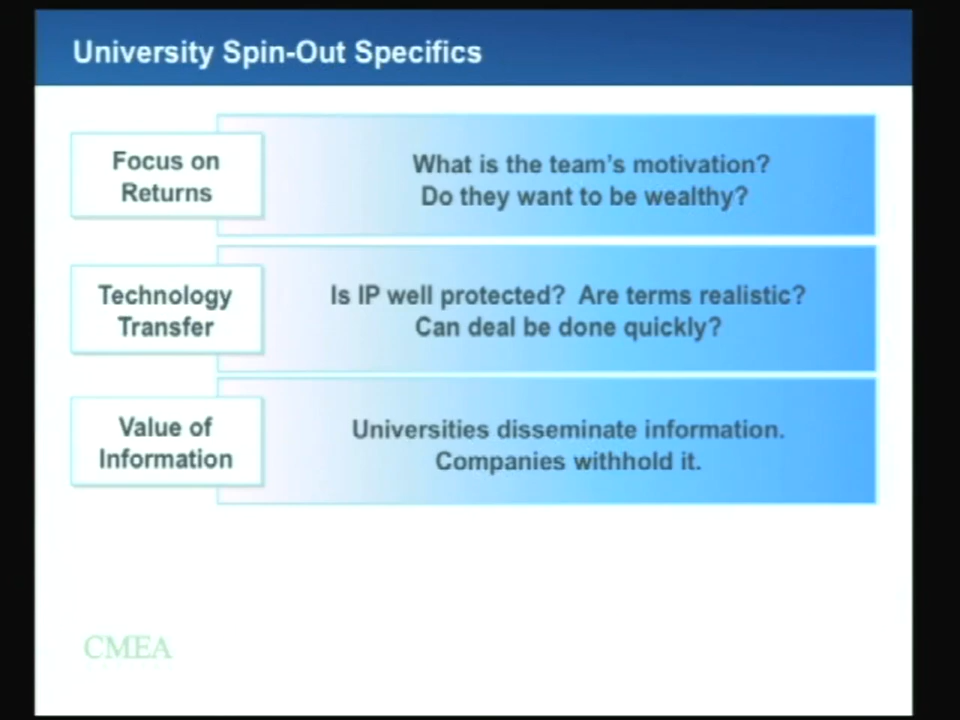 University Spin-Out Specifics
Focus on
Returns
What is the team's motivation?
Do they want to be wealthy?
Technology
Transfer
Is IP well protected? Are terms realistic?
Can deal be done quickly?
Value of
Information
Universities disseminate information.
Companies withhold it.
CMEA